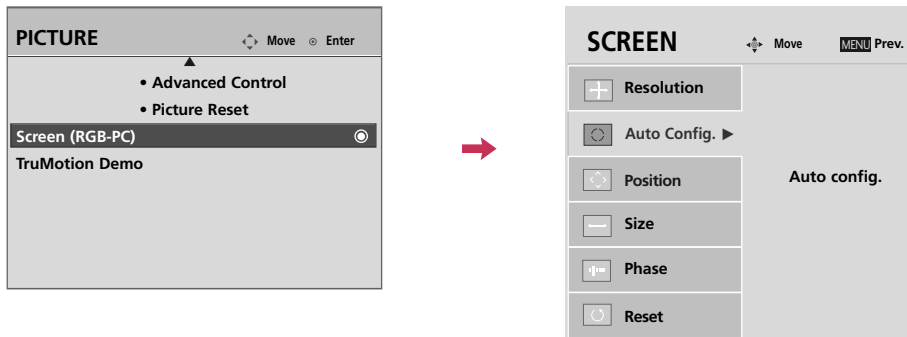 PICTURE Move Enter
• Advanced Control
• Picture Reset
Screen (RGB-PC)
TruMotion Demo
SCREEN Move MENU Prev.
Resolution
Auto Config. ►
Position
Size
Phase
Reset
Auto config.